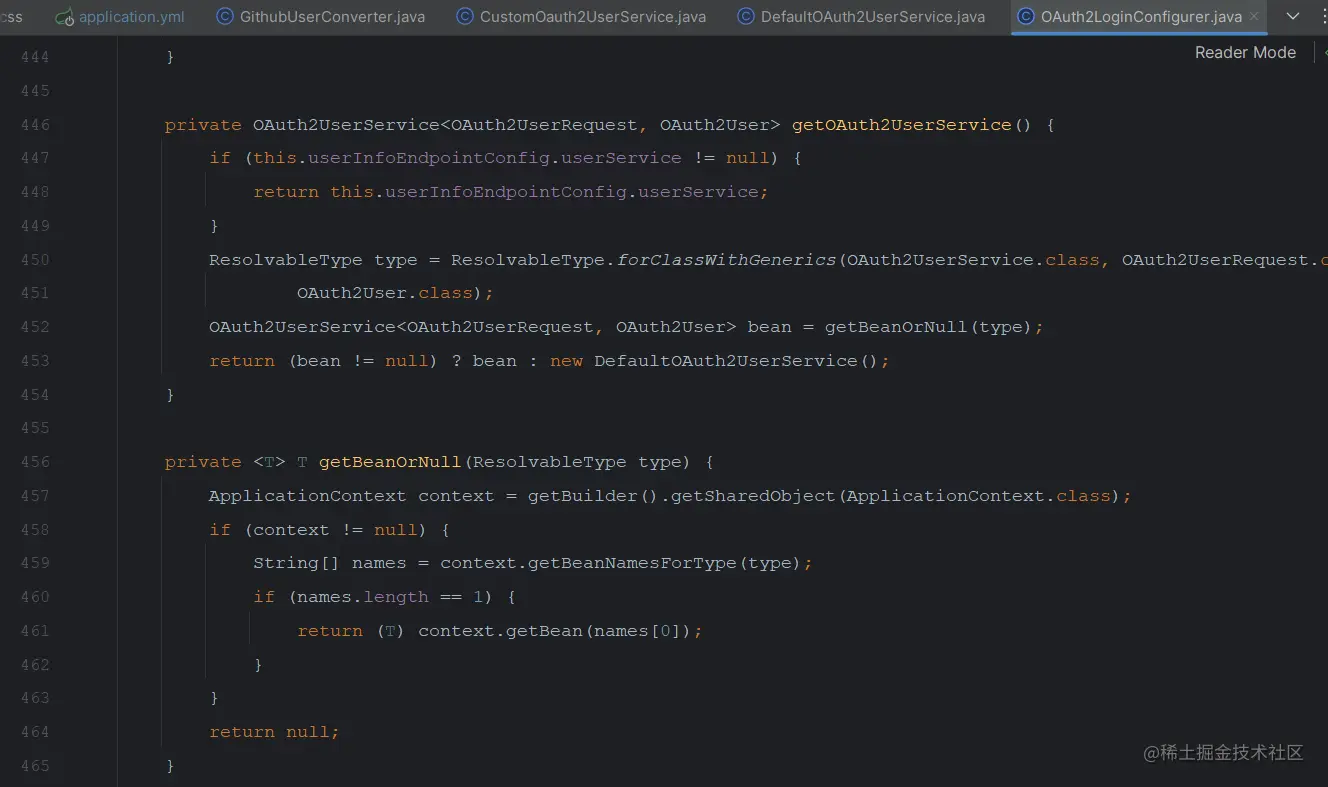 css application.yml GithubUserConverter.java CustomOauth2UserService.java DefaultOAuth2UserService.java OAuth2LoginConfigurer.java
Reader Mode
444 }
445
446 private OAuth2UserService<OAuth2UserRequest, OAuth2User> getOAuth2UserService() {
447 if (this.userInfoEndpointConfig.userService != null) {
448 return this.userInfoEndpointConfig.userService;
449 }
450 ResolvableType type = ResolvableType.forClassWithGenerics(OAuth2UserService.class, OAuth2UserRequest.c
451 OAuth2User.class);
452 OAuth2UserService<OAuth2UserRequest, OAuth2User> bean = getBeanOrNull(type);
453 return (bean != null) ? bean : new DefaultOAuth2UserService();
454 }
455
456 private <T> T getBeanOrNull(ResolvableType type) {
457 ApplicationContext context = getBuilder().getSharedObject(ApplicationContext.class);
458 if (context != null) {
459 String[] names = context.getBeanNamesForType(type);
460 if (names.length == 1) {
461 return (T) context.getBean(names[0]);
462 }
463 }
464 return null;
465 }
@稀土掘金技术社区